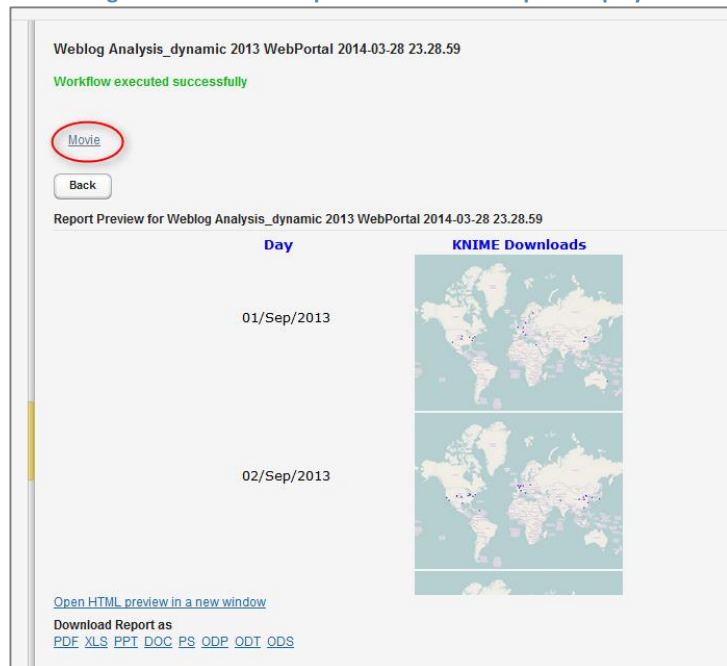 Weblog Analysis_dynamic 2013 WebPortal 2014-03-28 23.28.59
Workflow executed successfully
Movie
Back
Report Preview for Weblog Analysis_dynamic 2013 WebPortal 2014-03-28 23.28.59
Day KNIME Downloads
01/Sep/2013
02/Sep/2013
Open HTML preview in a new window
Download Report as
PDF XLS PPT DOC PS ODP ODT ODS